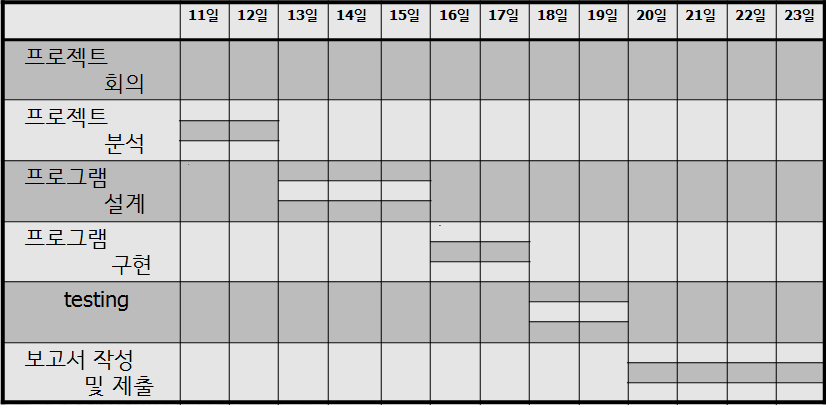 11일 12일 13일 14일 15일 16일 17일 18일 19일 20일 21일 22일 23일
프로젝트
회의
프로젝트
분석
프로그램
설계
프로그램
구현
testing
보고서 작성
및 제출